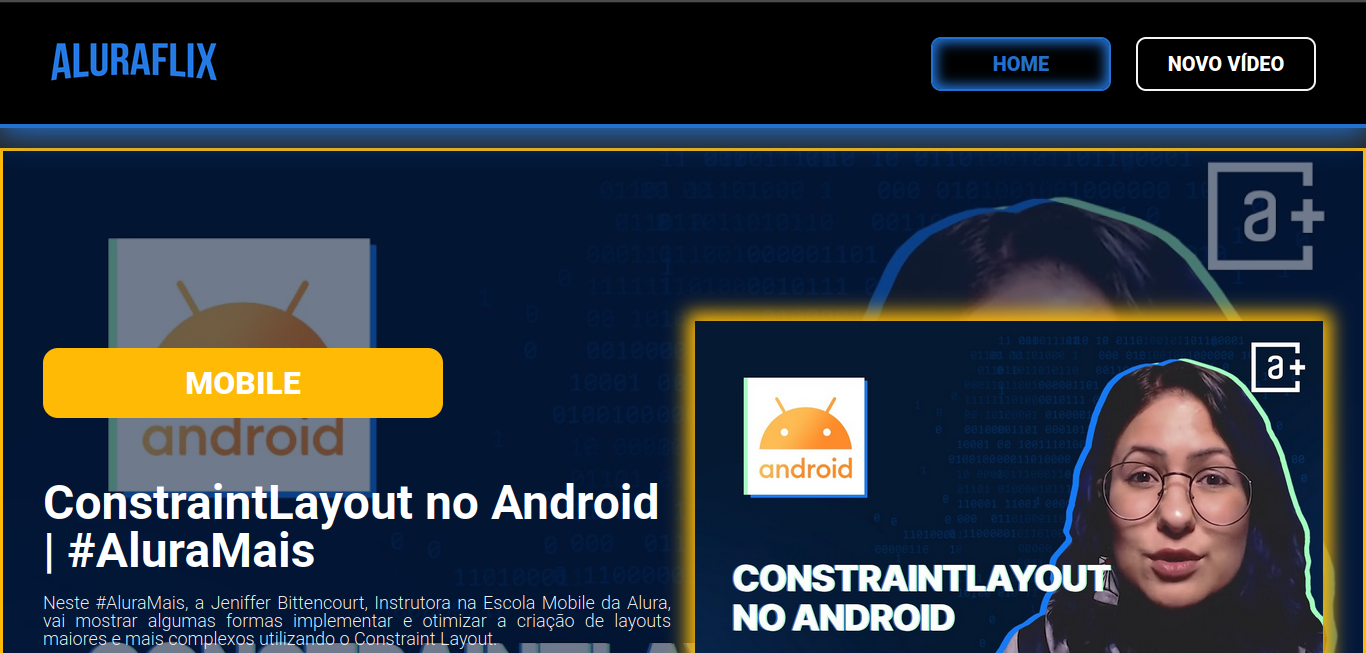 ALURAFLIX
HOME
NOVO VÍDEO
a+
android
MOBILE
ConstraintLayout no Android
| #AluraMais
Neste #AluraMais, a Jeniffer Bittencourt, Instrutora na Escola Mobile da Alura,
vai mostrar algumas formas implementar e otimizar a criação de layouts
maiores e mais complexos utilizando o Constraint Layout.
a+
android
CONSTRAINTLAYOUT
NO ANDROID